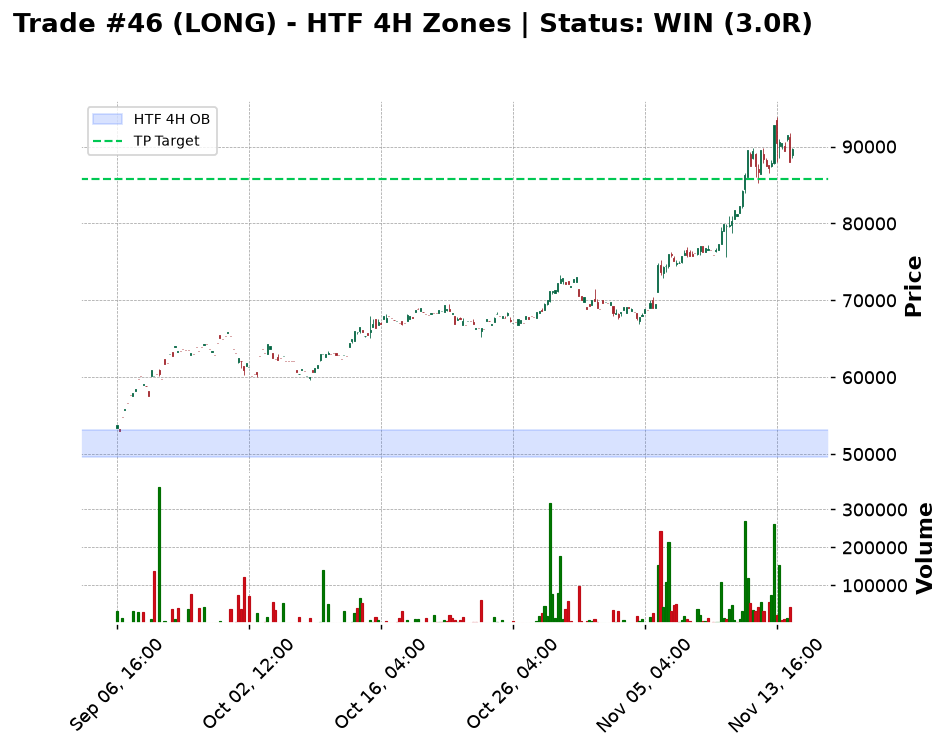 Trade #46 (LONG) - HTF 4H Zones | Status: WIN (3.0R)
HTF 4H OB
TP Target
90000
80000
70000
60000
50000
Price
300000
200000
100000
Volume
Sep 06, 16:00
Oct 02, 12:00
Oct 16, 04:00
Oct 26, 04:00
Nov 05, 04:00
Nov 13, 16:00